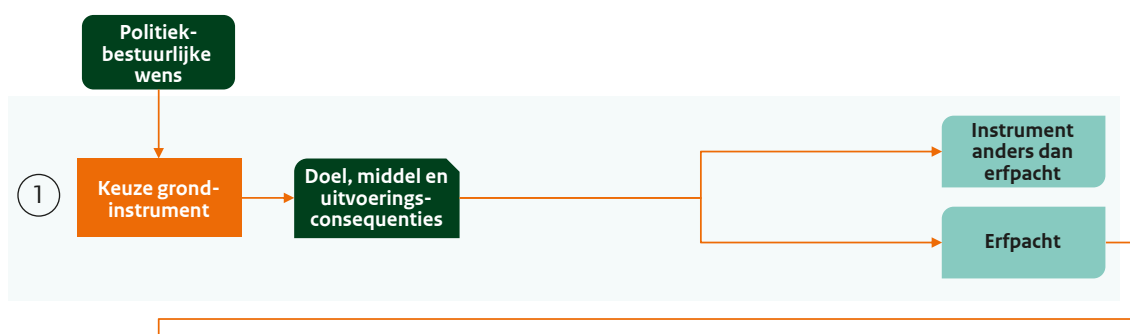 Politiek-
bestuurlijke
wens
1
Keuze grond-
instrument
Doel, middel en
uitvoerings-
consequenties
Instrument
anders dan
erfpacht
Erfpacht